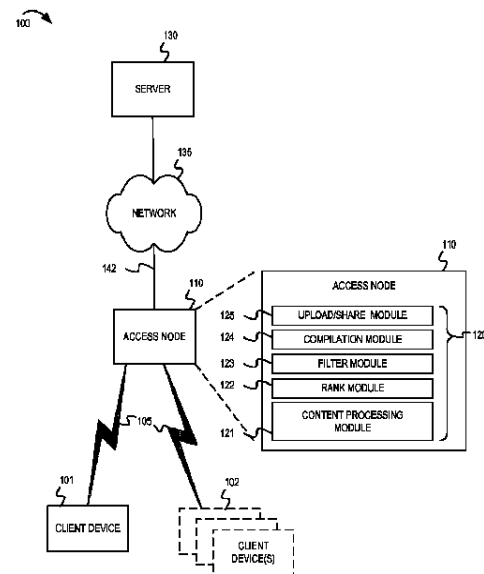 100
130
SERVER
135
NETWORK
142
110
ACCESS NODE
110
ACCESS NODE
125
UPLOAD/SHARE MODULE
124
COMPILATION MODULE
120
123
FILTER MODULE
122
RANK MODULE
121
CONTENT PROCESSING
MODULE
105
101
CLIENT DEVICE
102
CLIENT
DEVICE(S)